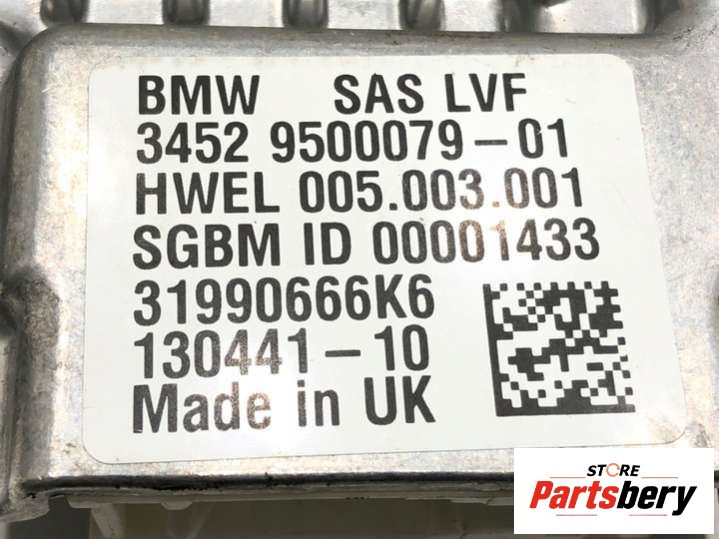 BMW SAS LVF
3452 9500079-01
HWEL 005.003.001
SGBM ID 00001433
31990666K6
130441-10
Made in UK
STORE
Partsbery